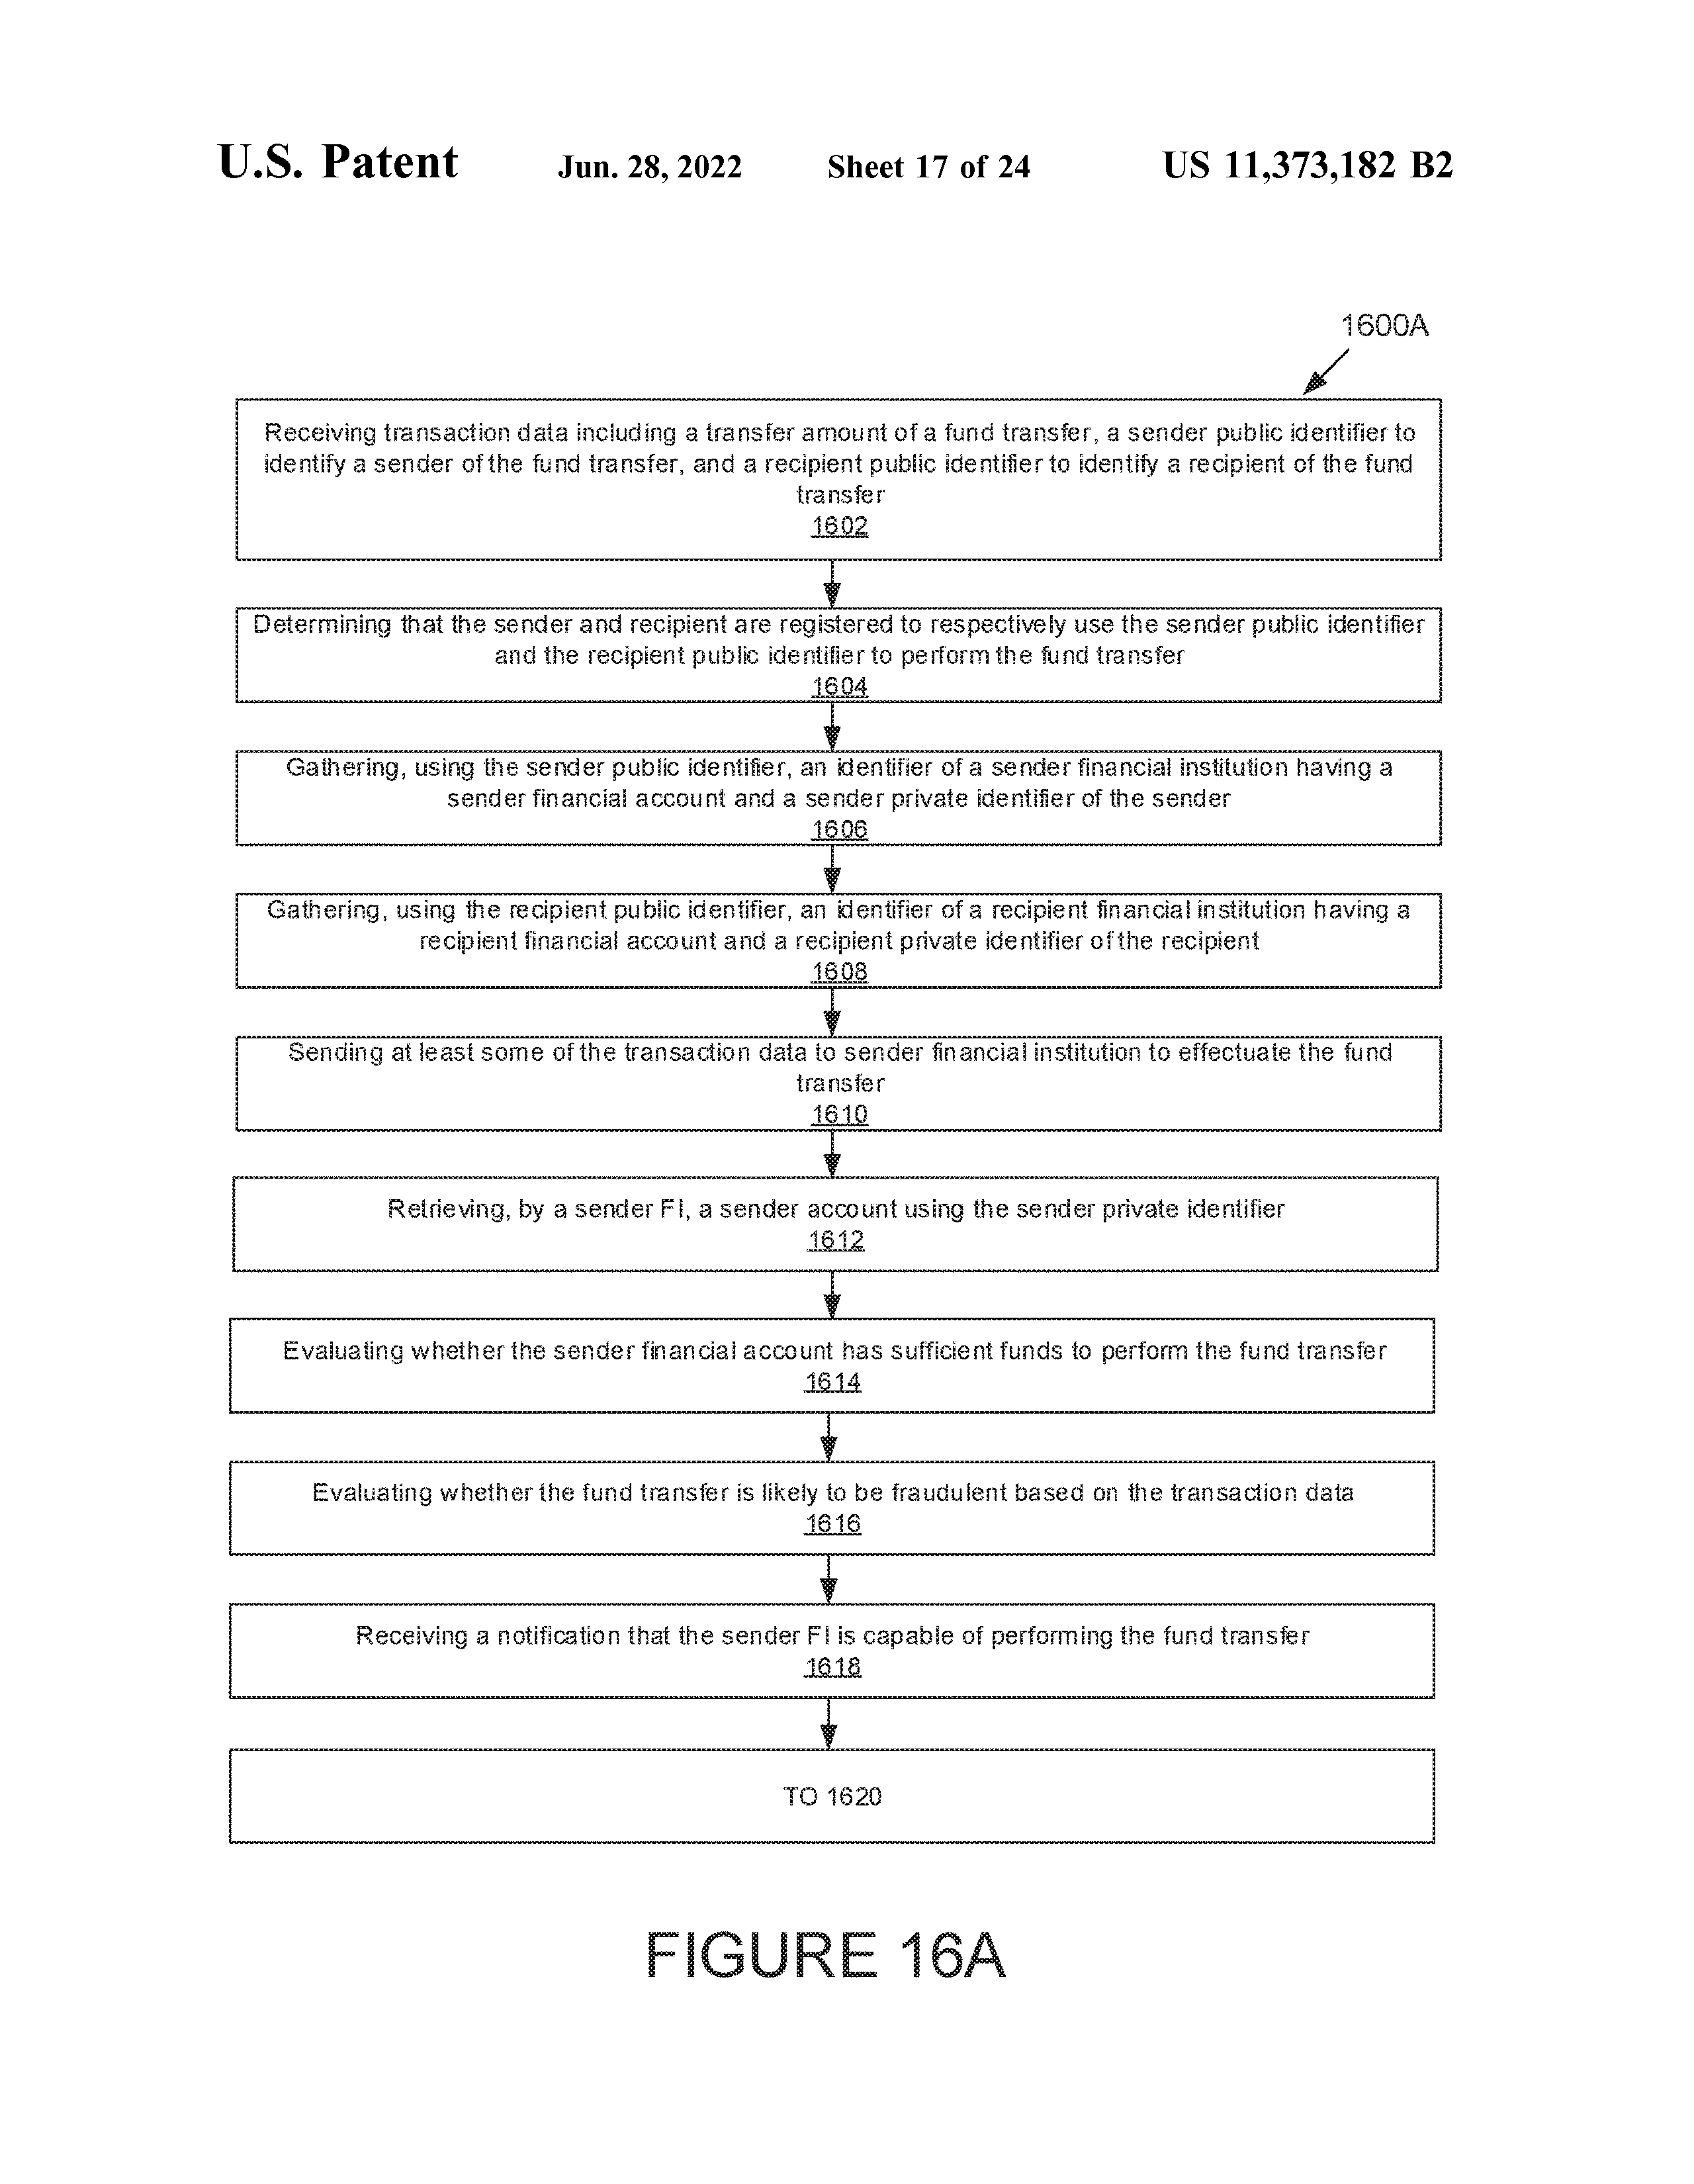 U.S. Patent Jun. 28, 2022 Sheet 17 of 24 US 11,373,182 B2
1600A
Receiving transaction data including a transfer amount of a fund transfer, a sender public identifier to
identify a sender of the fund transfer, and a recipient public identifier to identify a recipient of the fund
transfer
1602
Determining that the sender and recipient are registered to respectively use the sender public identifier
and the recipient public identifier to perform the fund transfer
1604
Gathering, using the sender public identifier, an identifier of a sender financial institution having a
sender financial account and a sender private identifier of the sender
1606
Gathering, using the recipient public identifier, an identifier of a recipient financial institution having a
recipient financial account and a recipient private identifier of the recipient
1608
Sending at least some of the transaction data to sender financial institution to effectuate the fund
transfer
1610
Retrieving, by a sender FI, a sender account using the sender private identifier
1612
Evaluating whether the sender financial account has sufficient funds to perform the fund transfer
1614
Evaluating whether the fund transfer is likely to be fraudulent based on the transaction data
1616
Receiving a notification that the sender FI is capable of performing the fund transfer
1618
TO 1620
FIGURE 16A